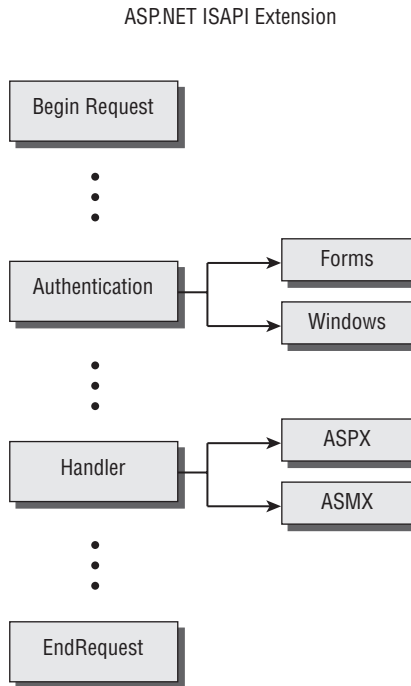 ASP.NET ISAPI Extension
Begin Request
Authentication
Forms
Windows
Handler
ASPX
ASMX
EndRequest